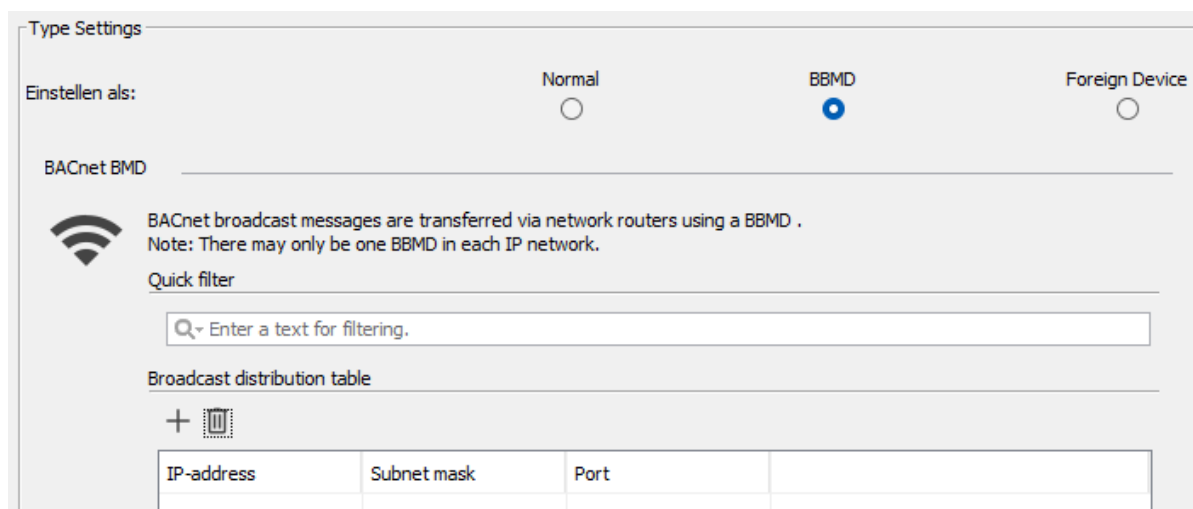 Type Settings
Einstellen als:
Normal
BBMD
Foreign Device
BACnet BMD
BACnet broadcast messages are transferred via network routers using a BBMD .
Note: There may only be one BBMD in each IP network.
Quick filter
Enter a text for filtering.
Broadcast distribution table
IP-address
Subnet mask
Port